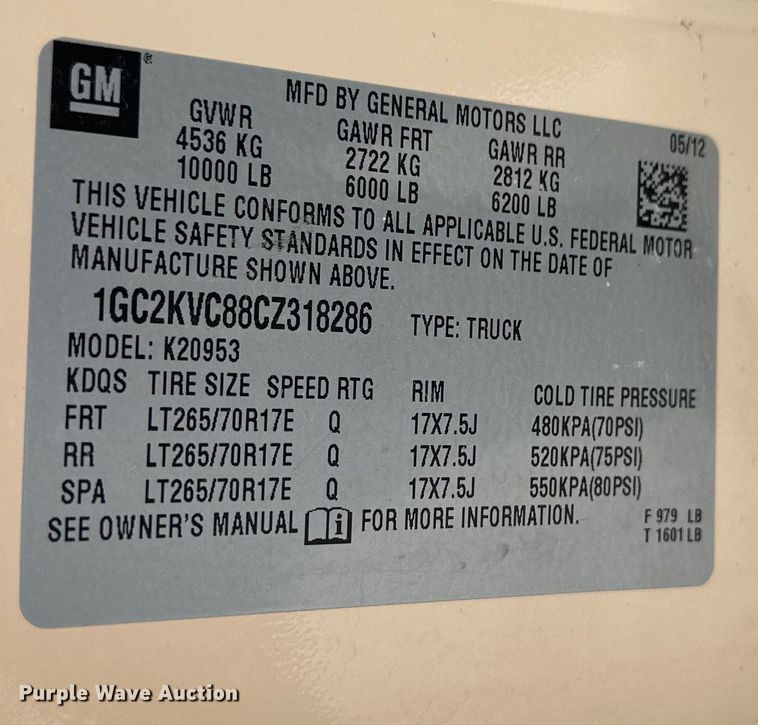 GM ®
MFD BY GENERAL MOTORS LLC
05/12
GVWR GAWR FRT GAWR RR
4536 KG 2722 KG 2812 KG
10000 LB 6000 LB 6200 LB
THIS VEHICLE CONFORMS TO ALL APPLICABLE U.S. FEDERAL MOTOR
VEHICLE SAFETY STANDARDS IN EFFECT ON THE DATE OF
MANUFACTURE SHOWN ABOVE.
1GC2KVC88CZ318286 TYPE: TRUCK
MODEL: K20953
KDQS TIRE SIZE SPEED RTG RIM COLD TIRE PRESSURE
FRT LT265/70R17E Q 17X7.5J 480KPA(70PSI)
RR LT265/70R17E Q 17X7.5J 520KPA(75PSI)
SPA LT265/70R17E Q 17X7.5J 550KPA(80PSI)
SEE OWNER'S MANUAL i FOR MORE INFORMATION.
F 979 LB
T 1601 LB
Purple Wave Auction